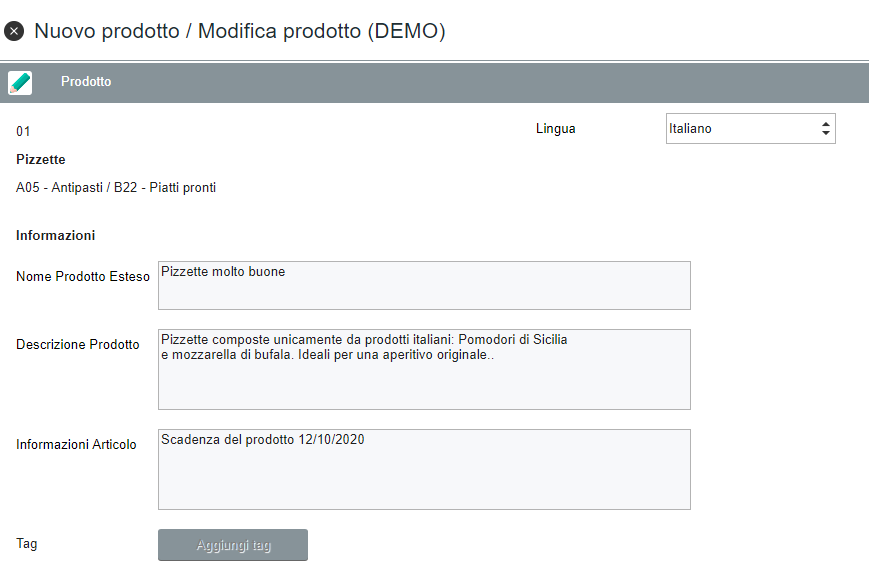 Nuovo prodotto / Modifica prodotto (DEMO)
Prodotto
01
Lingua
Italiano
Pizzette
A05 - Antipasti / B22 - Piatti pronti
Informazioni
Nome Prodotto Esteso
Pizzette molto buone
Descrizione Prodotto
Pizzette composte unicamente da prodotti italiani: Pomodori di Sicilia
e mozzarella di bufala. Ideali per una aperitivo originale..
Informazioni Articolo
Scadenza del prodotto 12/10/2020
Tag
Aggiungi tag